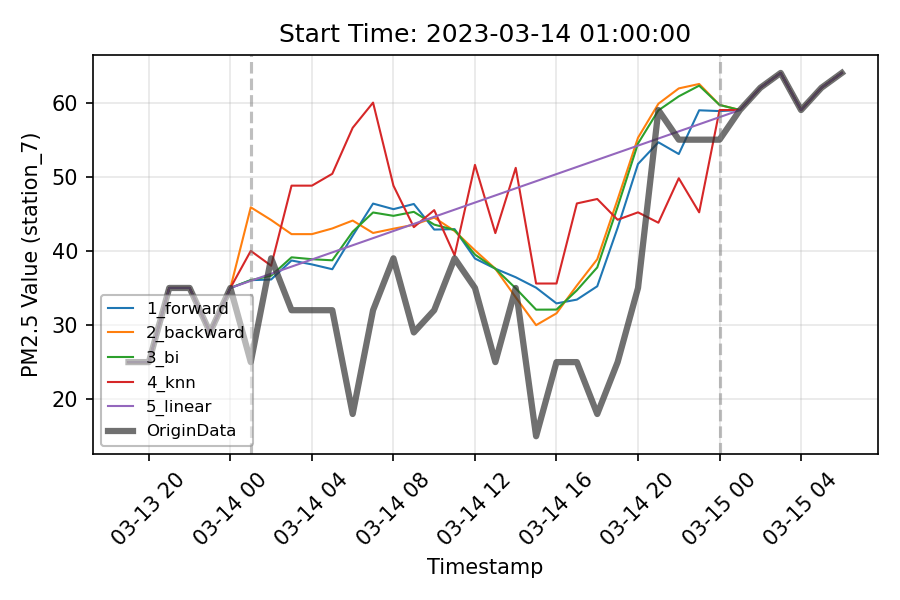 Start Time: 2023-03-14 01:00:00
PM2.5 Value (station_7)
60
50
40
30
20
1_forward
2_backward
3_bi
4_knn
5_linear
OriginData
03-13 20
03-14 00
03-14 04
03-14 08
03-14 12
03-14 16
03-14 20
03-15 00
03-15 04
Timestamp